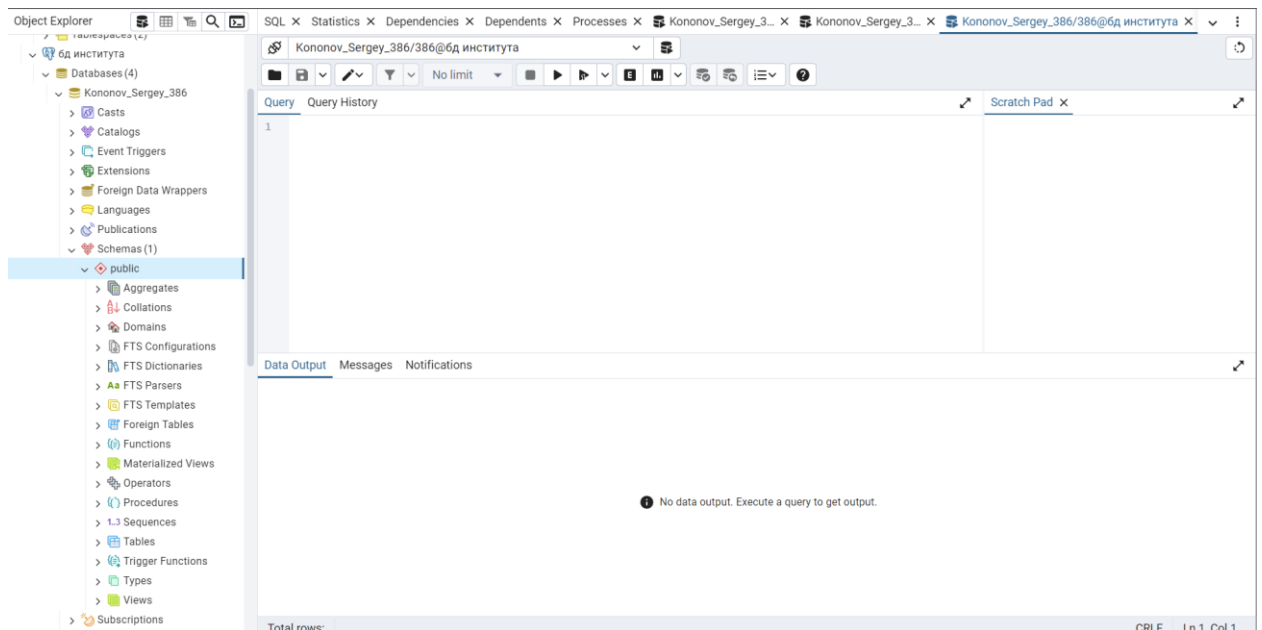 Object Explorer
SQL Statistics Dependencies Dependents Processes Kononov_Sergey_3... Kononov_Sergey_3... Kononov_Sergey_386/386@бд института
Tablespaces (2)
бд института
Databases (4)
Kononov_Sergey_386
Casts
Catalogs
Event Triggers
Extensions
Foreign Data Wrappers
Languages
Publications
Schemas (1)
public
Aggregates
Collations
Domains
FTS Configurations
FTS Dictionaries
Aa FTS Parsers
FTS Templates
Foreign Tables
Functions
Materialized Views
Operators
Procedures
1..3 Sequences
Tables
Trigger Functions
Types
Views
Subscriptions
Kononov_Sergey_386/386@бд института
No limit
E
Query Query History
Scratch Pad
1
Data Output Messages Notifications
No data output. Execute a query to get output.
Total rows:
CRLF Ln 1, Col 1